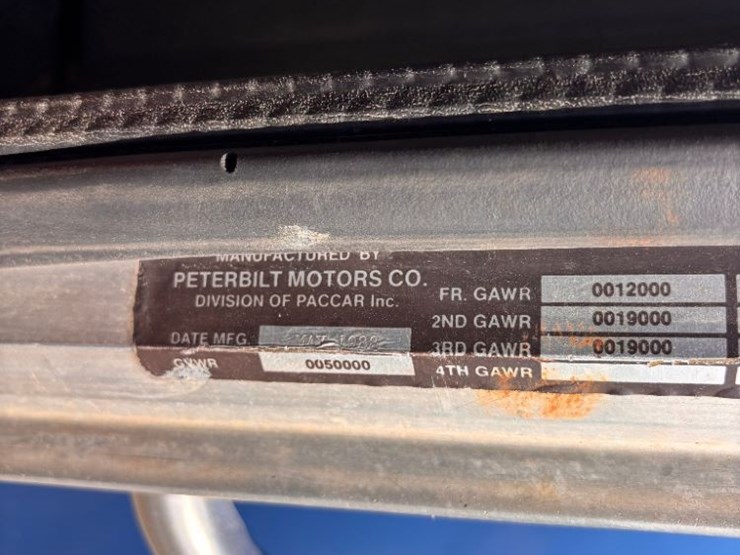 MANUFACTURED BY
PETERBILT MOTORS CO.
DIVISION OF PACCAR Inc.
DATE MFG.
GVWR 0050000
FR. GAWR 0012000
2ND GAWR 0019000
3RD GAWR 0019000
4TH GAWR